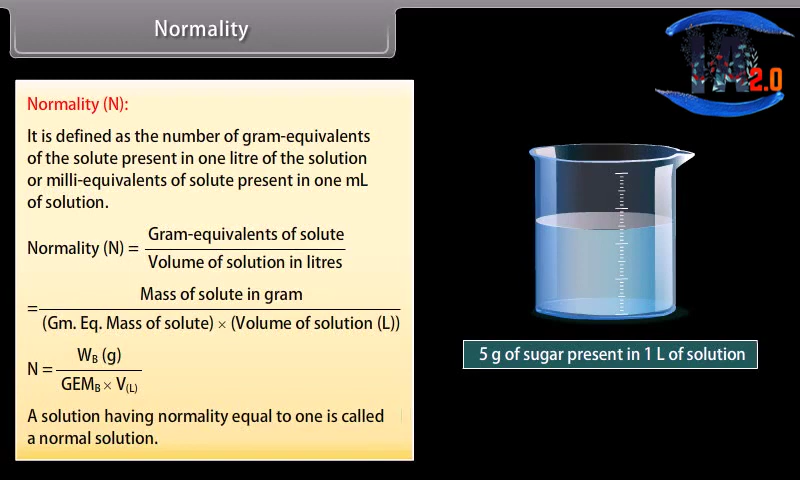 Normality
2.0
Normality (N):
It is defined as the number of gram-equivalents
of the solute present in one litre of the solution
or milli-equivalents of solute present in one mL
of solution.
Normality (N) = Gram-equivalents of solute / Volume of solution in litres
= Mass of solute in gram / (Gm. Eq. Mass of solute) × (Volume of solution (L))
N = W_B (g) / GEM_B × V_(L)
A solution having normality equal to one is called
a normal solution.
5 g of sugar present in 1 L of solution